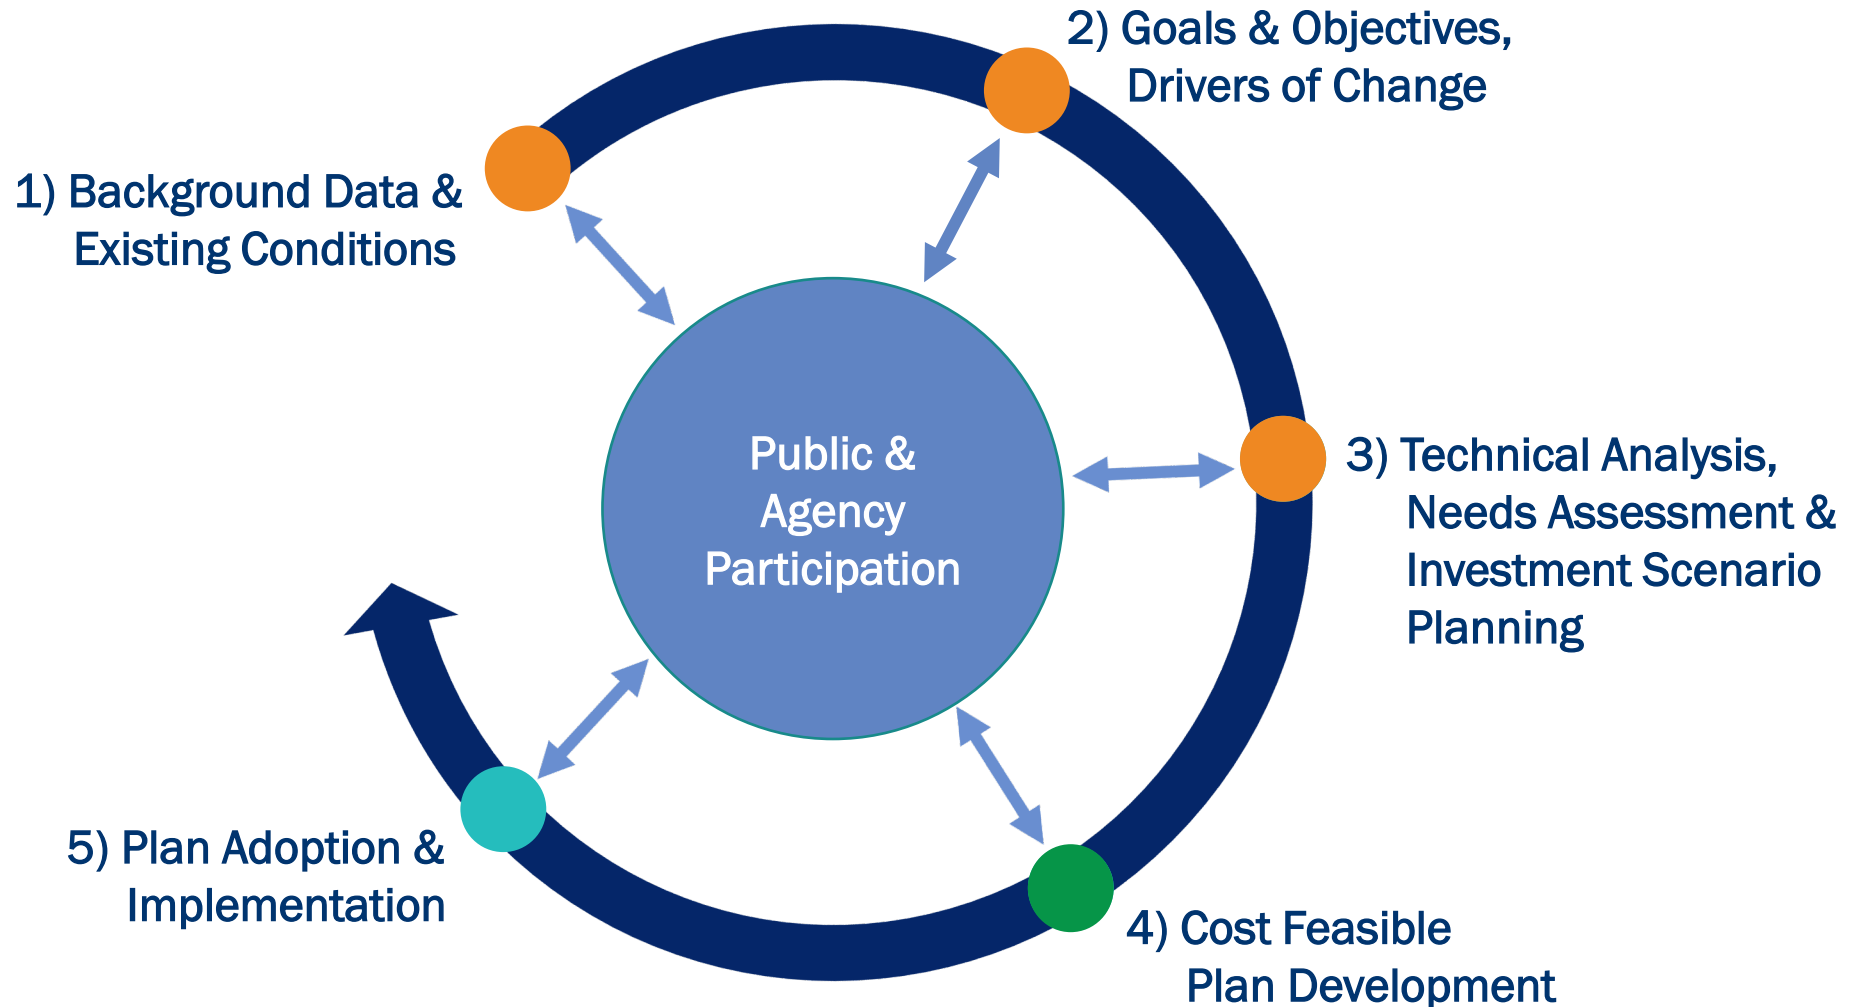 1) Background Data &
Existing Conditions
2) Goals & Objectives,
Drivers of Change
3) Technical Analysis,
Needs Assessment &
Investment Scenario
Planning
4) Cost Feasible
Plan Development
5) Plan Adoption &
Implementation
Public &
Agency
Participation